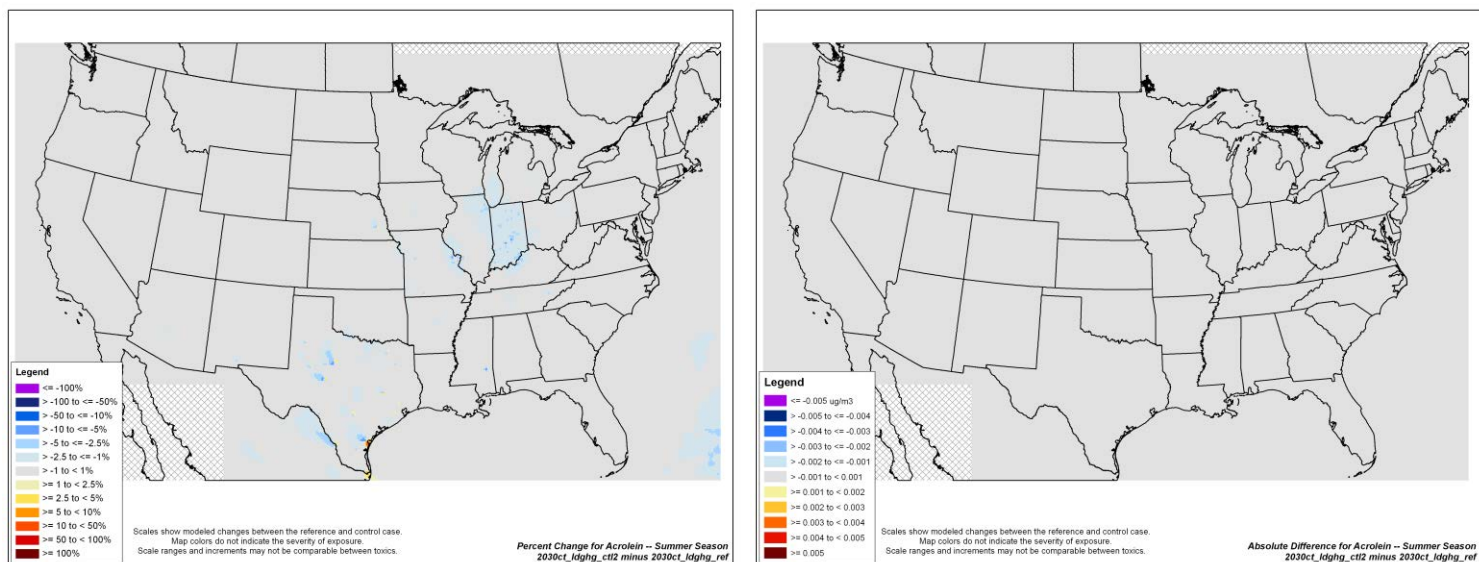 Legend
<= -100%
> -100 to <= -50%
> -50 to <= -10%
> -10 to <= -5%
> -5 to <= -2.5%
> -2.5 to <= -1%
> -1 to < 1%
>= 1 to < 2.5%
>= 2.5 to < 5%
>= 5 to < 10%
>= 10 to < 50%
>= 50 to < 100%
>= 100%
Scales show modeled changes between the reference and control case.
Map colors do not indicate the severity of exposure.
Scale ranges and increments may not be comparable between toxics.
Percent Change for Acrolein -- Summer Season
2030ct_ldghg_ctl2 minus 2030ct_ldghg_ref
Legend
<= -0.005 ug/m3
> -0.005 to <= -0.004
> -0.004 to <= -0.003
> -0.003 to <= -0.002
> -0.002 to <= -0.001
> -0.001 to < 0.001
>= 0.001 to < 0.002
>= 0.002 to < 0.003
>= 0.003 to < 0.004
>= 0.004 to < 0.005
>= 0.005
Scales show modeled changes between the reference and control case.
Map colors do not indicate the severity of exposure.
Scale ranges and increments may not be comparable between toxics.
Absolute Difference for Acrolein -- Summer Season
2030ct_ldghg_ctl2 minus 2030ct_ldghg_ref